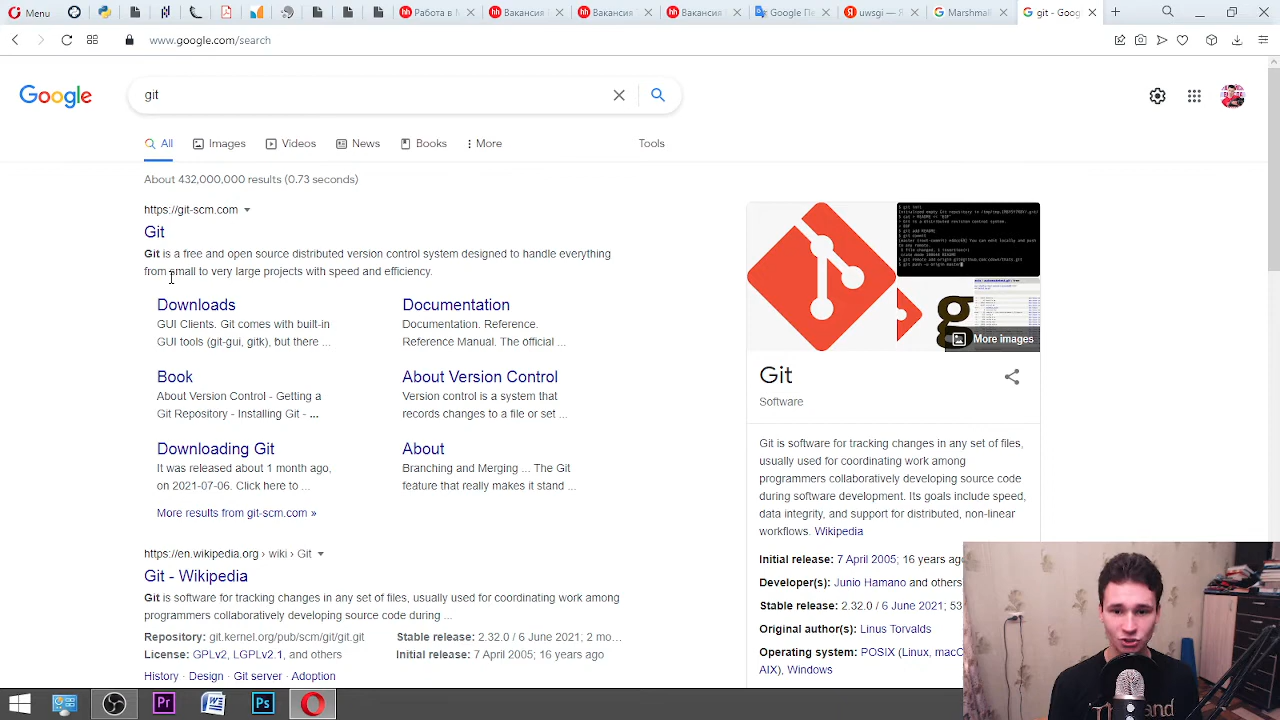 Menu
Работа в
Вакансия
Вакансии
Вакансия
Git Пе
uwsgi — Я
Marshma
git - Goog
www.google.com/search
Google
git
All
Images
Videos
News
Books
More
Tools
About 432,000,000 results (0.73 seconds)
https://git-scm.com
Git
Git is a free and open source distributed version control system designed to handle everything
from small to very large projects with speed and efficiency.
Downloads
GUI Clients - Logos - Install on
GU Plants (git-gui, gitk), but there ...
Documentation
Documentation. Reference.
Reference Manual. The official ...
Book
About Version Control - Getting a
Git Repository - Installing Git - ...
About Version Control
Version control is a system that
records changes to a file or set ...
Downloading Git
It was released about 1 month ago,
on 2021-07-06. Click here to ...
About
Branching and Merging ... The Git
feature that really makes it stand ...
More results from git-scm.com »
https://en.wikipedia.org › wiki › Git
Git - Wikipedia
Git is software for tracking changes in any set of files, usually used for coordinating work among
programmers collaboratively developing source code during ...
Repository: git.kernel.org/pub/scm/git/git.git
Stable release: 2.32.0 / 6 June 2021; 2 mo...
License: GPLv2, LGPLv2.1, and others
Initial release: 7 April 2005; 16 years ago
History · Design · Git server · Adoption
More images
Git
Software
Git is software for tracking changes in any set of files,
usually used for coordinating work among
programmers collaboratively developing source code
during software development. Its goals include speed,
data integrity, and support for distributed, non-linear
workflows. Wikipedia
Initial release: 7 April 2005; 16 years
Developer(s): Junio Hamano and
Stable release: 2.32.0 / 6 June 2021; 53
Original author(s): Linus Torvalds
Operating system: POSIX (Linux, mac
AIX), Windows
Pr
Ps